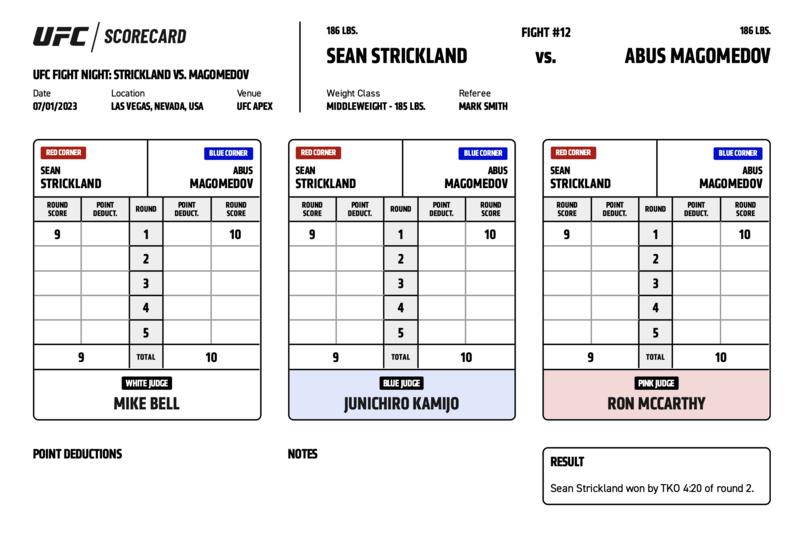 UFC / SCORECARD
UFC FIGHT NIGHT: STRICKLAND VS. MAGOMEDOV
Date Location Venue
07/01/2023 LAS VEGAS, NEVADA, USA UFC APEX
186 LBS. FIGHT #12 186 LBS.
SEAN STRICKLAND VS. ABUS MAGOMEDOV
Weight Class Referee
MIDDLEWEIGHT - 185 LBS. MARK SMITH
RED CORNER BLUE CORNER
SEAN ABUS
STRICKLAND MAGOMEDOV
ROUND POINT ROUND POINT ROUND
SCORE DEDUCT. DEDUCT. SCORE
9 1 10
2
3
4
5
9 TOTAL 10
WHITE JUDGE
MIKE BELL
RED CORNER BLUE CORNER
SEAN ABUS
STRICKLAND MAGOMEDOV
ROUND POINT ROUND POINT ROUND
SCORE DEDUCT. DEDUCT. SCORE
9 1 10
2
3
4
5
9 TOTAL 10
BLUE JUDGE
JUNICHIRO KAMIJO
RED CORNER BLUE CORNER
SEAN ABUS
STRICKLAND MAGOMEDOV
ROUND POINT ROUND POINT ROUND
SCORE DEDUCT. DEDUCT. SCORE
9 1 10
2
3
4
5
9 TOTAL 10
PINK JUDGE
RON MCCARTHY
POINT DEDUCTIONS
NOTES
RESULT
Sean Strickland won by TKO 4:20 of round 2.